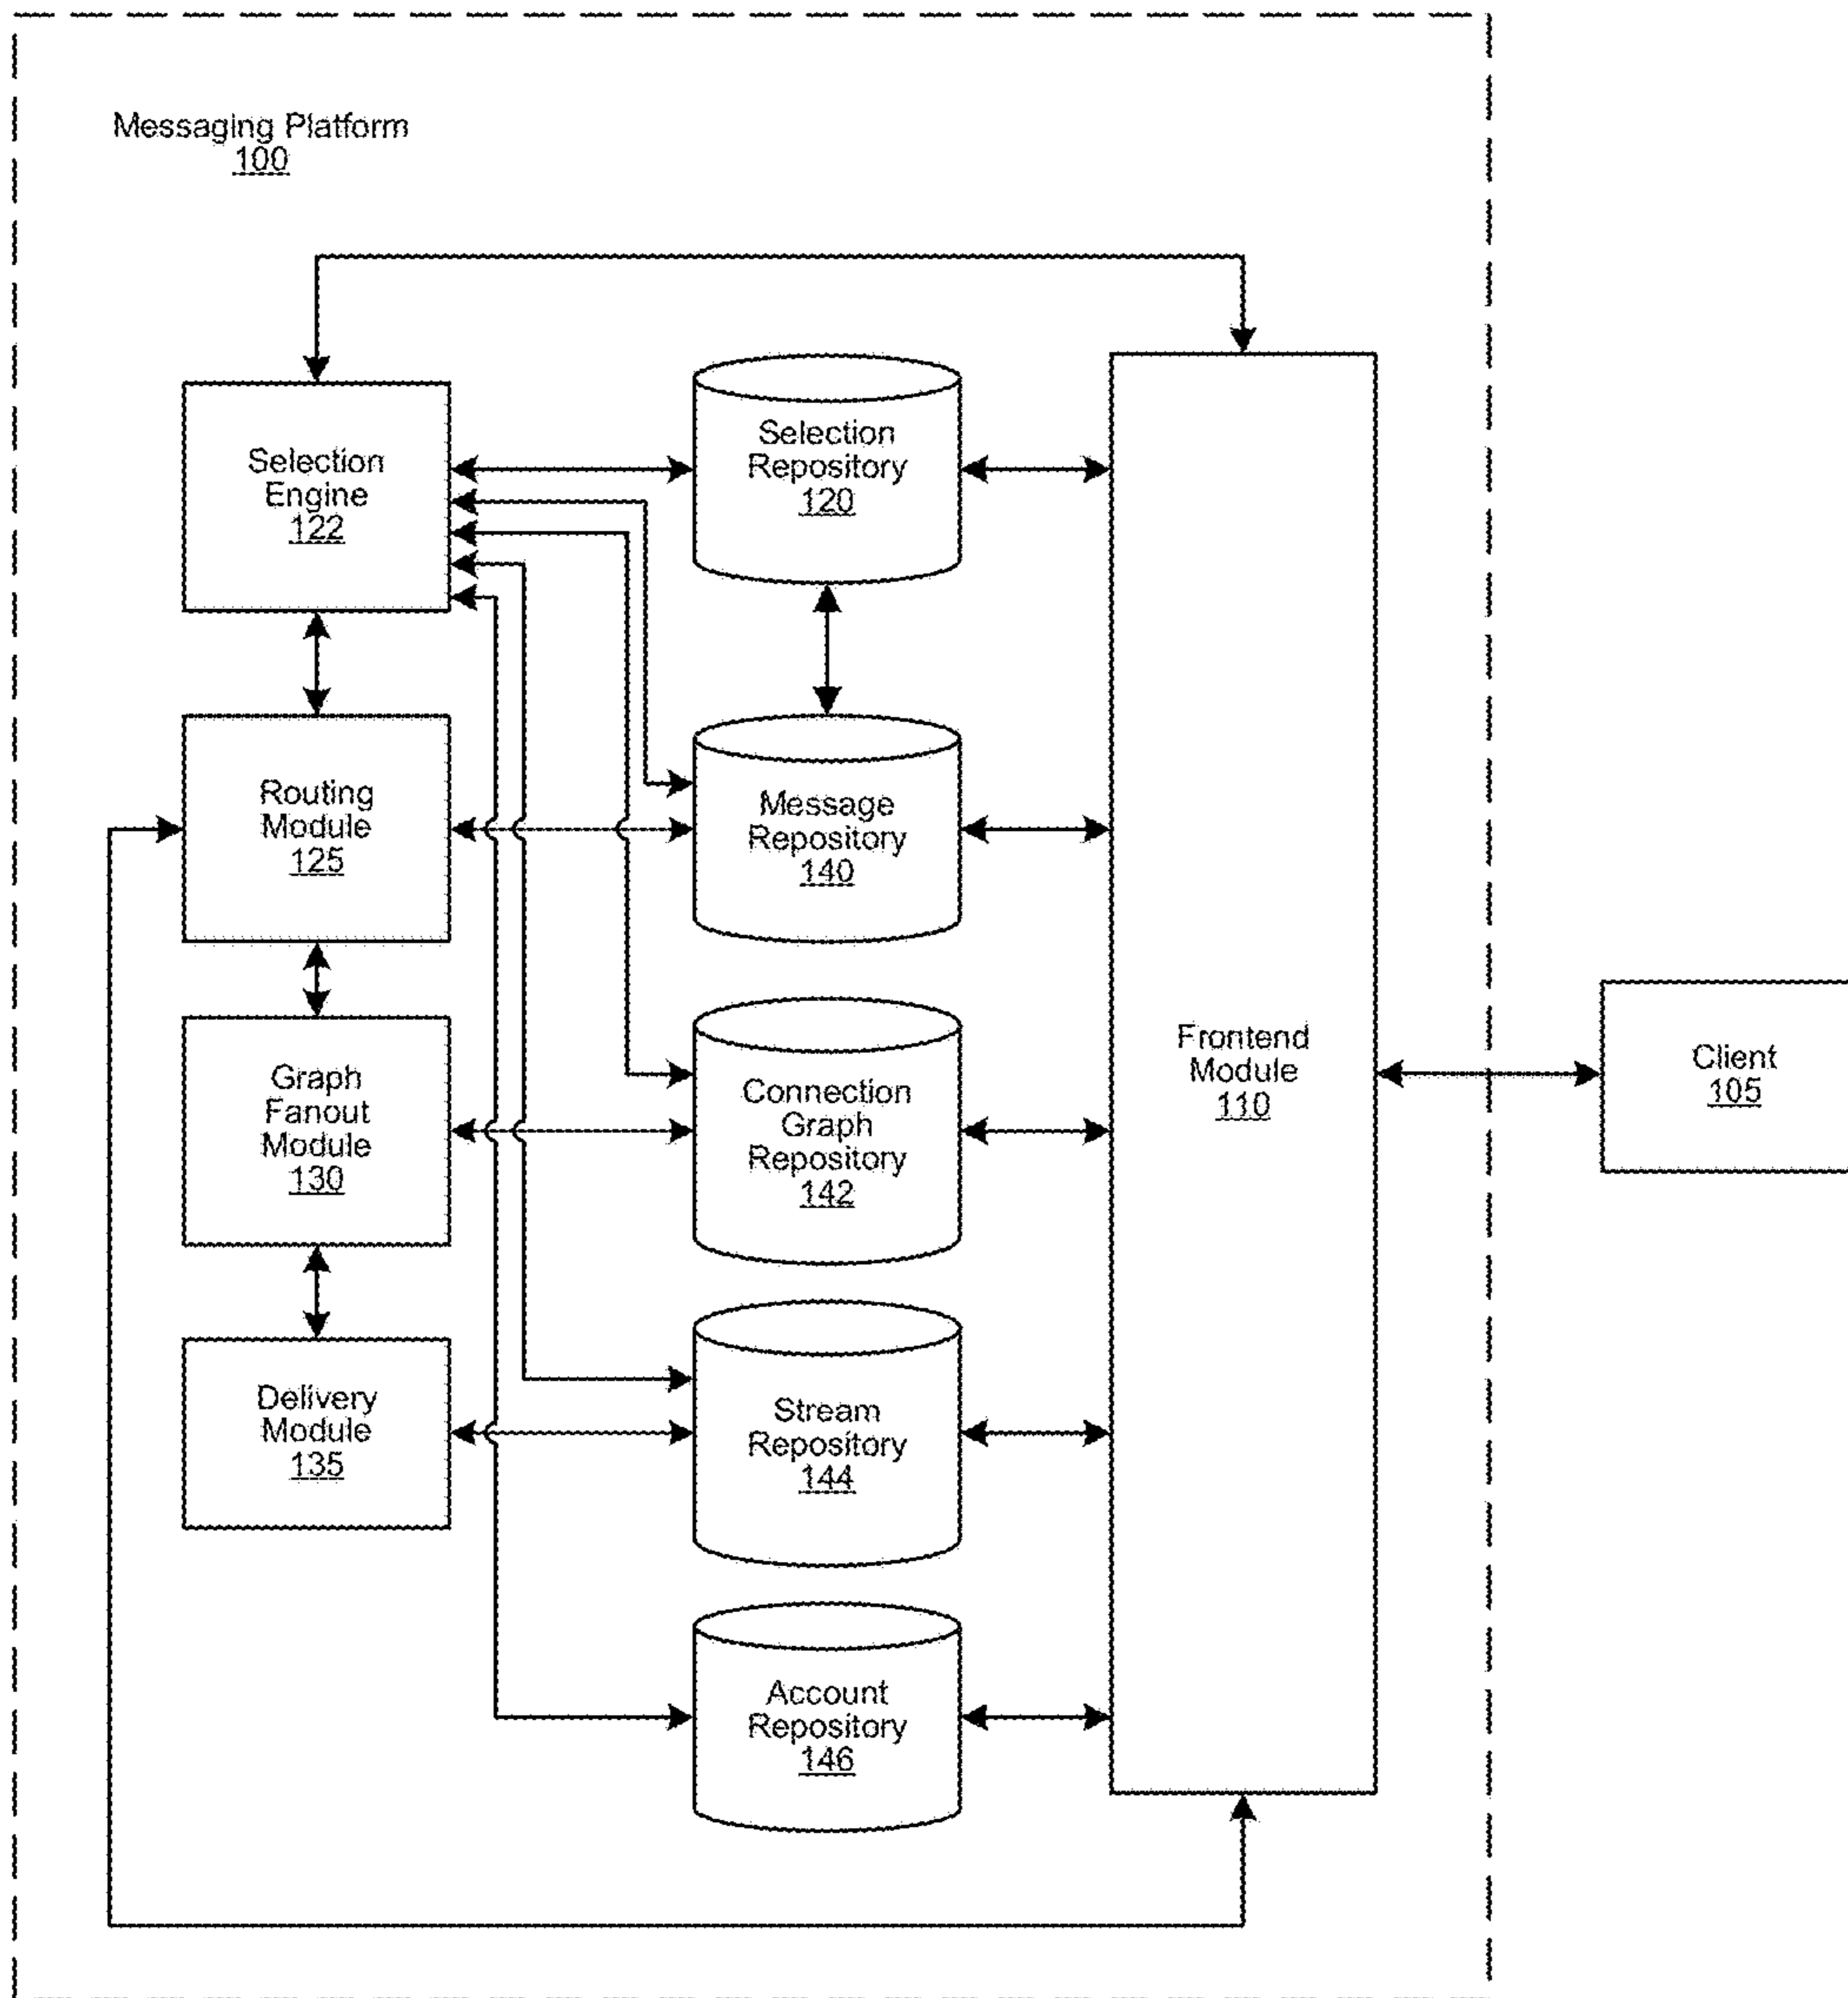 Messaging Platform
100
Selection
Engine
122
Selection
Repository
120
Routing
Module
125
Message
Repository
140
Graph
Fanout
Module
130
Connection
Graph
Repository
142
Frontend
Module
110
Client
105
Delivery
Module
135
Stream
Repository
144
Account
Repository
146